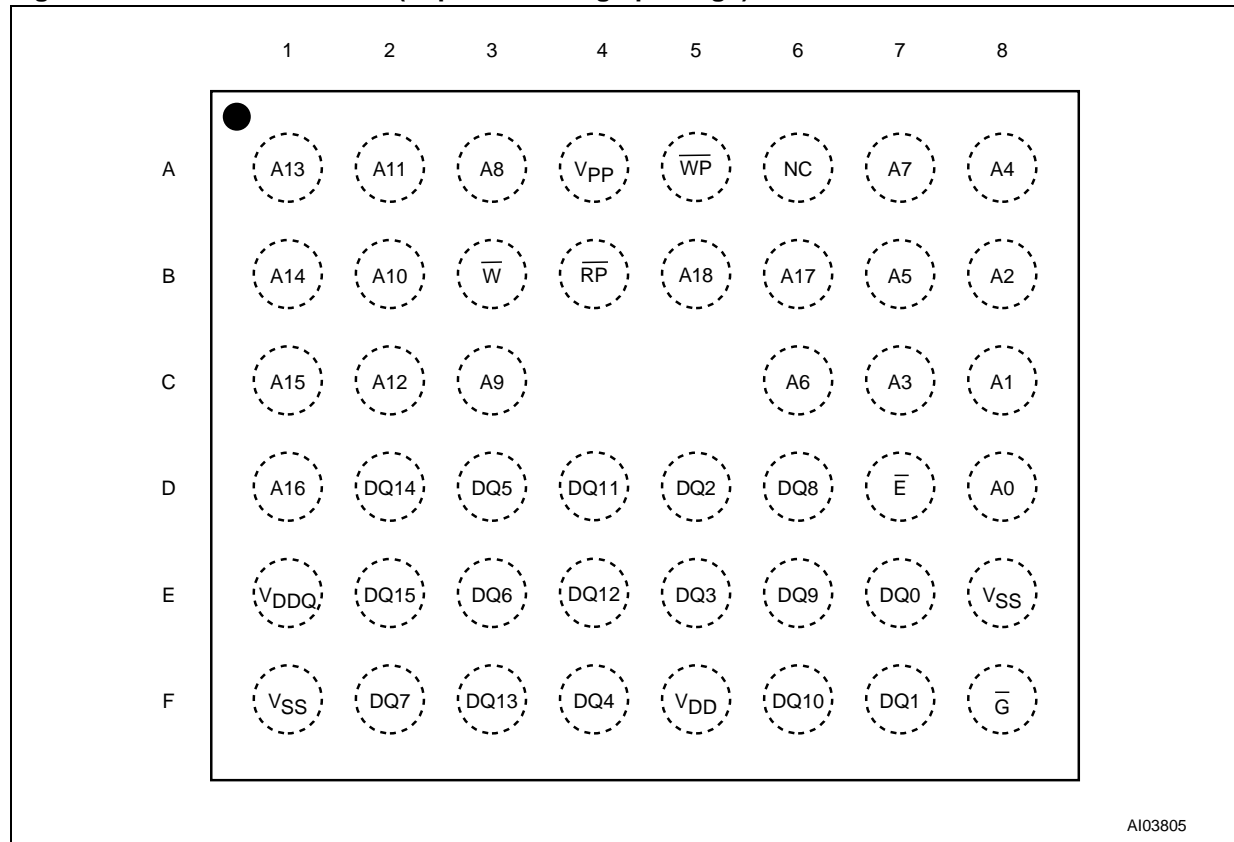 1 2 3 4 5 6 7 8
A A13 A11 A8 VPP W̅P̅ NC A7 A4
B A14 A10 W̅ R̅P̅ A18 A17 A5 A2
C A15 A12 A9 A6 A3 A1
D A16 DQ14 DQ5 DQ11 DQ2 DQ8 E̅ A0
E VDDQ DQ15 DQ6 DQ12 DQ3 DQ9 DQ0 VSS
F VSS DQ7 DQ13 DQ4 VDD DQ10 DQ1 G̅
AI03805